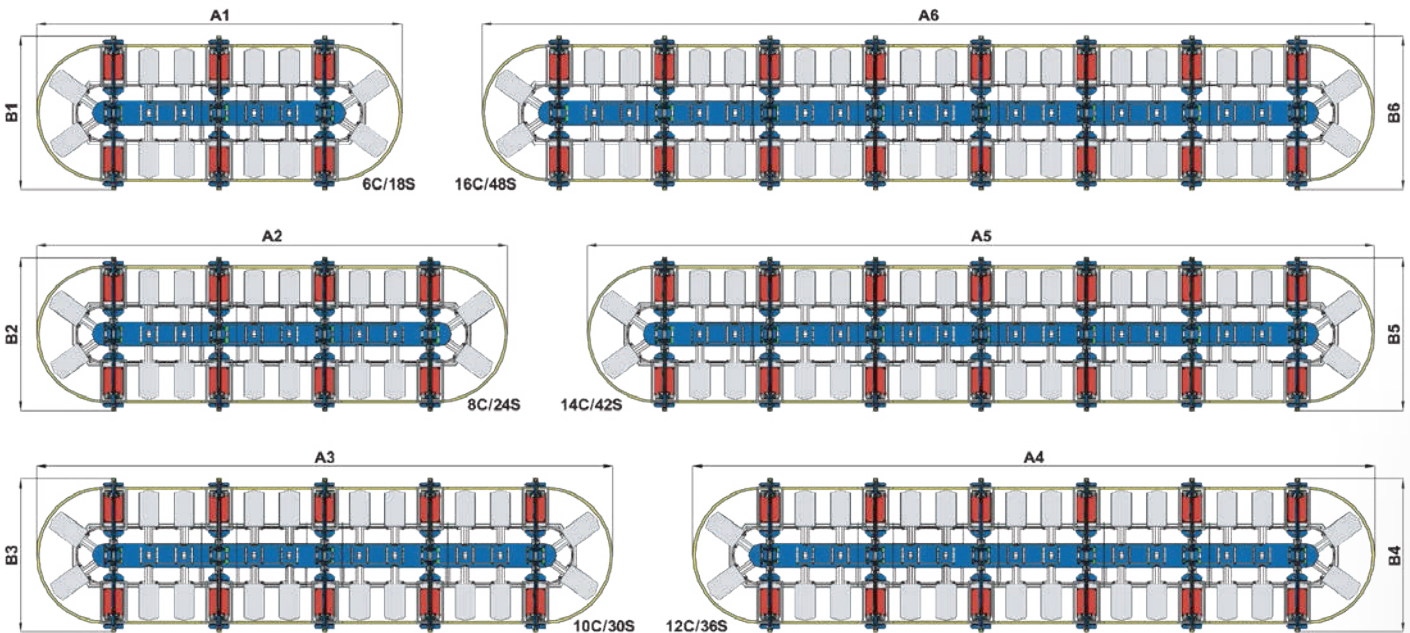 A1
B1
6C/18S
A6
B6
16C/48S
A2
B2
8C/24S
A5
B5
14C/42S
A3
B3
10C/30S
A4
B4
12C/36S